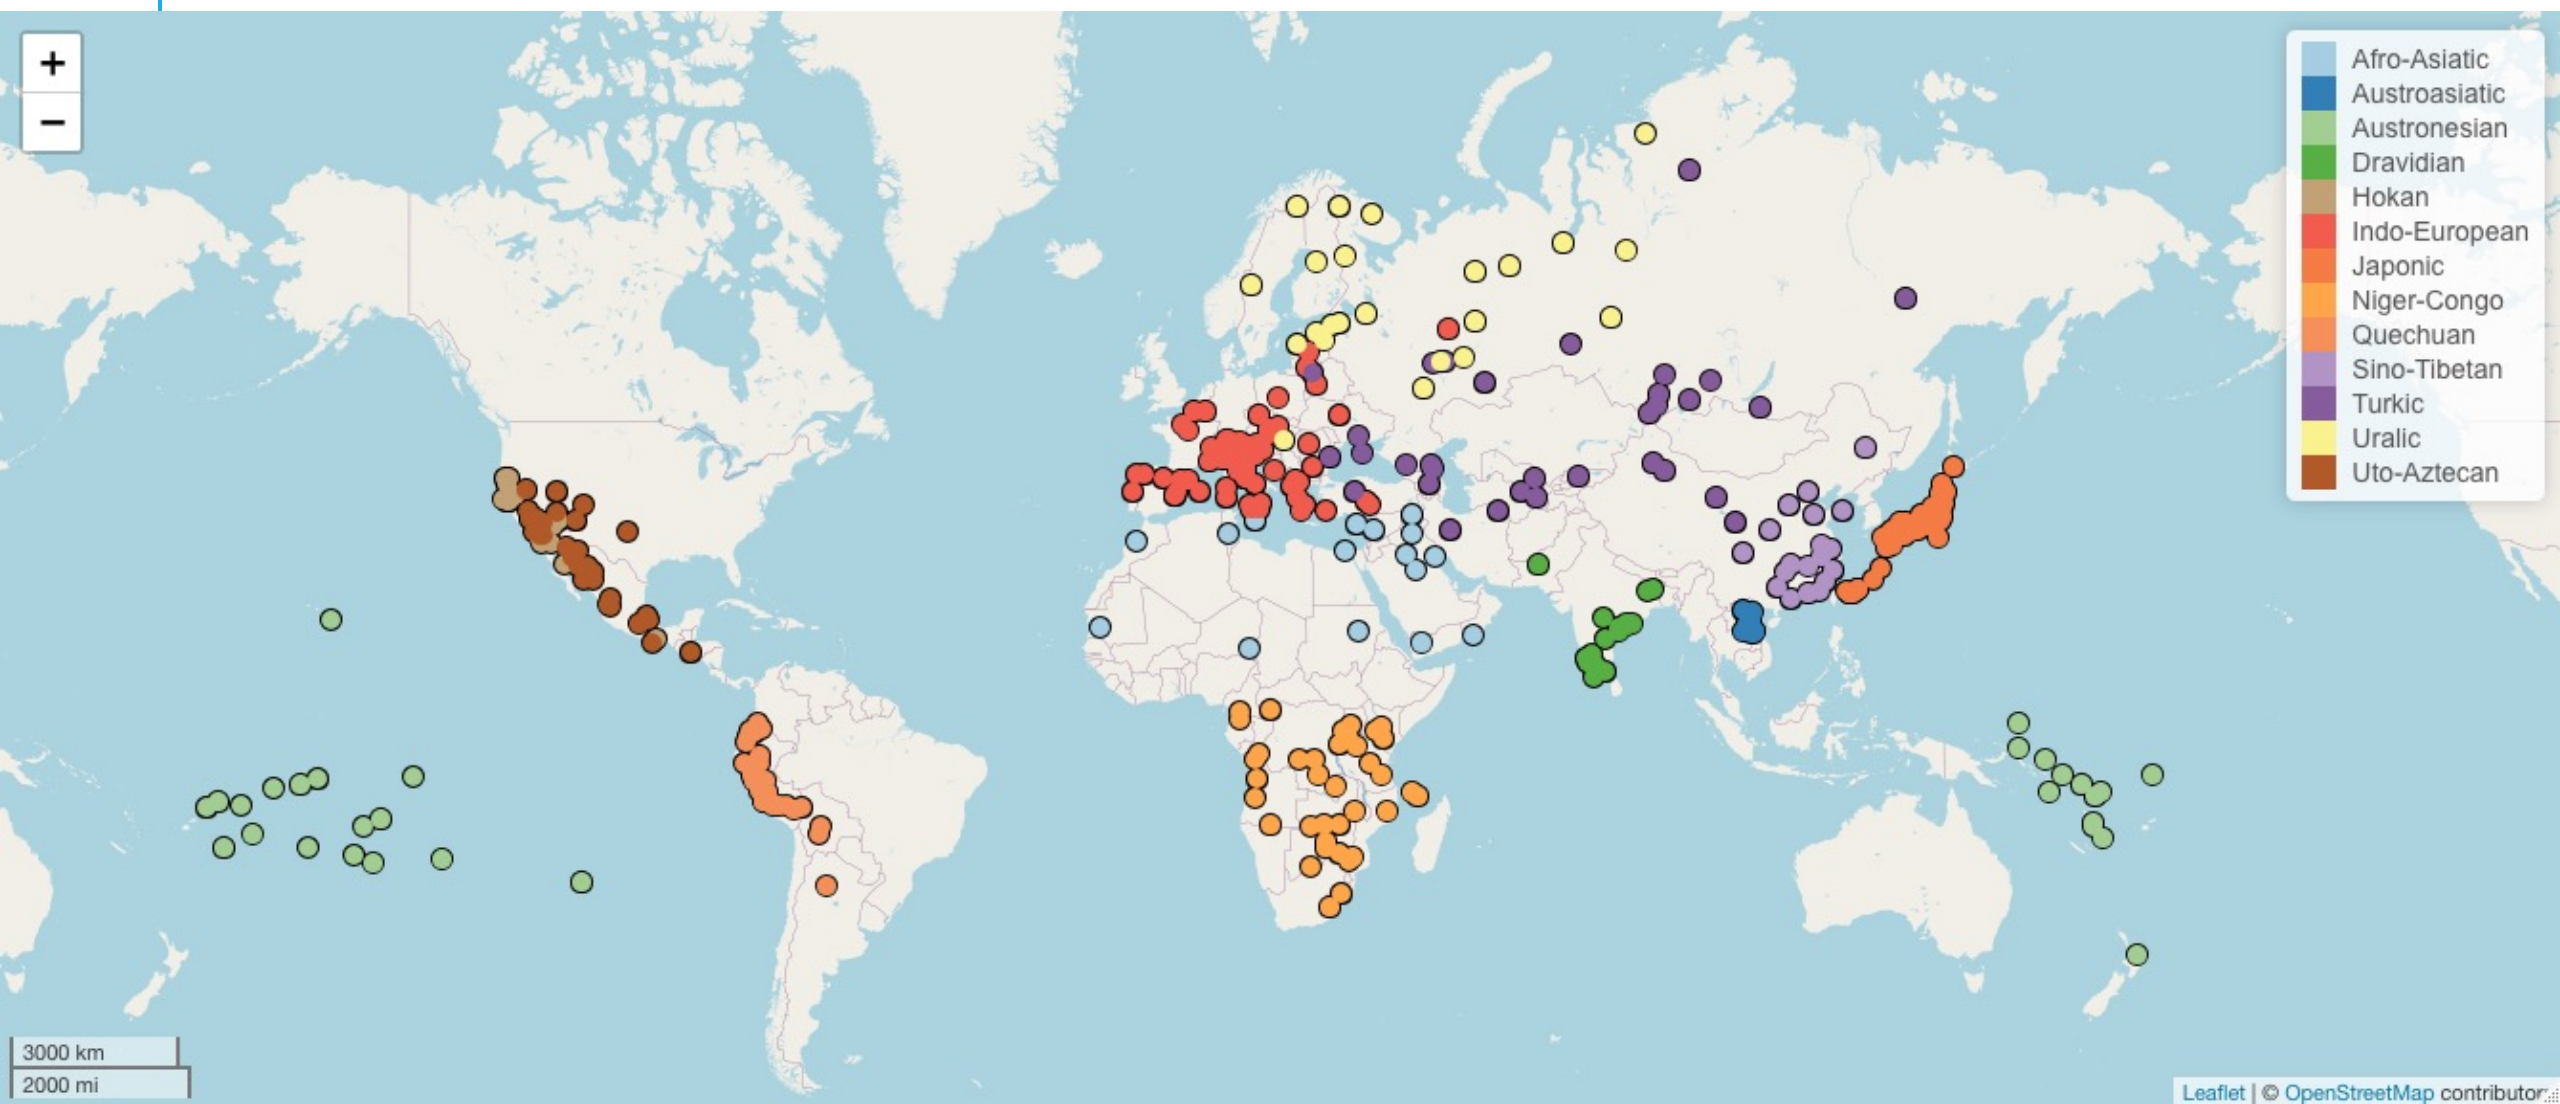 +
−
Afro-Asiatic
Austroasiatic
Austronesian
Dravidian
Hokan
Indo-European
Japonic
Niger-Congo
Quechuan
Sino-Tibetan
Turkic
Uralic
Uto-Aztecan
3000 km
2000 mi
Leaflet | © OpenStreetMap contributor